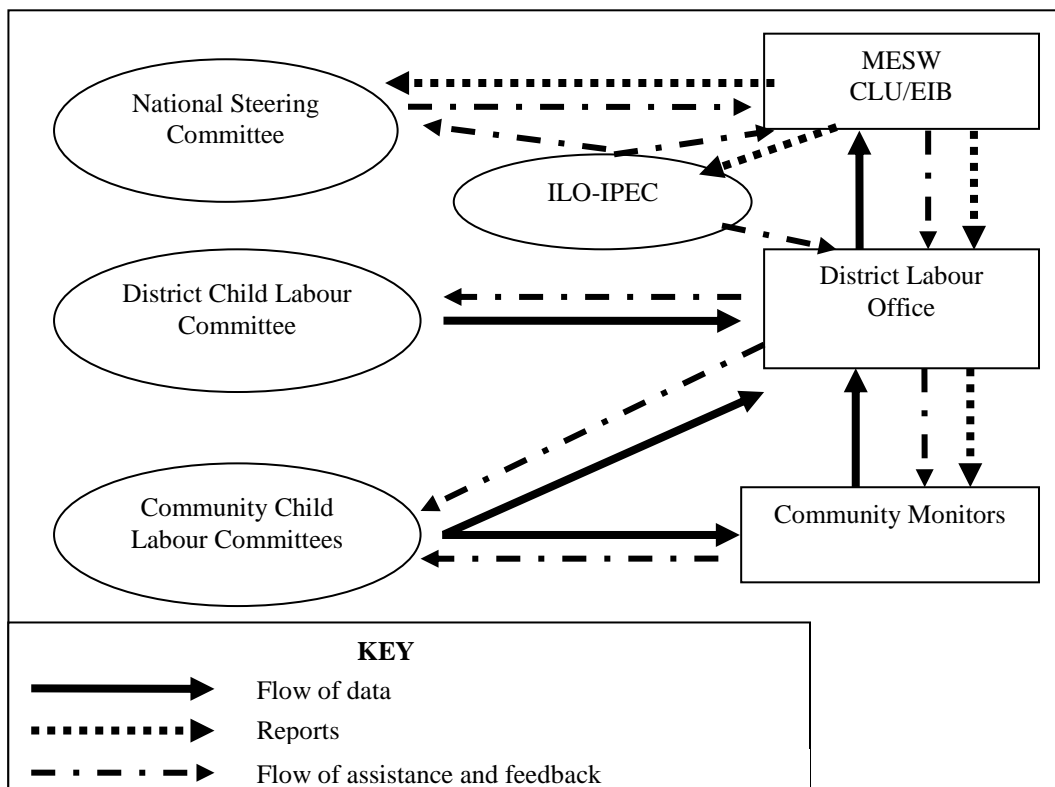 MESW
CLU/EIB
National Steering
Committee
ILO-IPEC
District Child Labour
Committee
District Labour
Office
Community Child
Labour Committees
Community Monitors
KEY
Flow of data
Reports
Flow of assistance and feedback